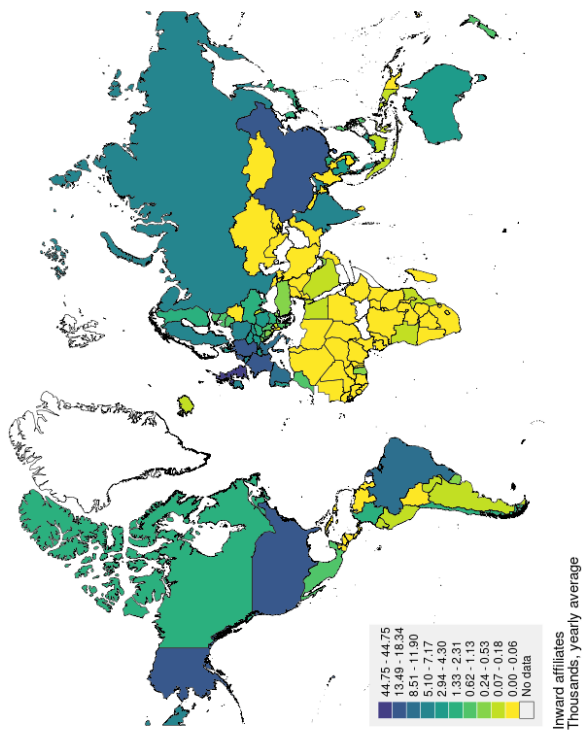 44.75 - 44.75
13.49 - 18.34
8.51 - 11.90
5.10 - 7.17
2.94 - 4.30
1.33 - 2.31
0.62 - 1.13
0.24 - 0.53
0.07 - 0.18
0.00 - 0.06
No data
Inward affiliates
Thousands, yearly average